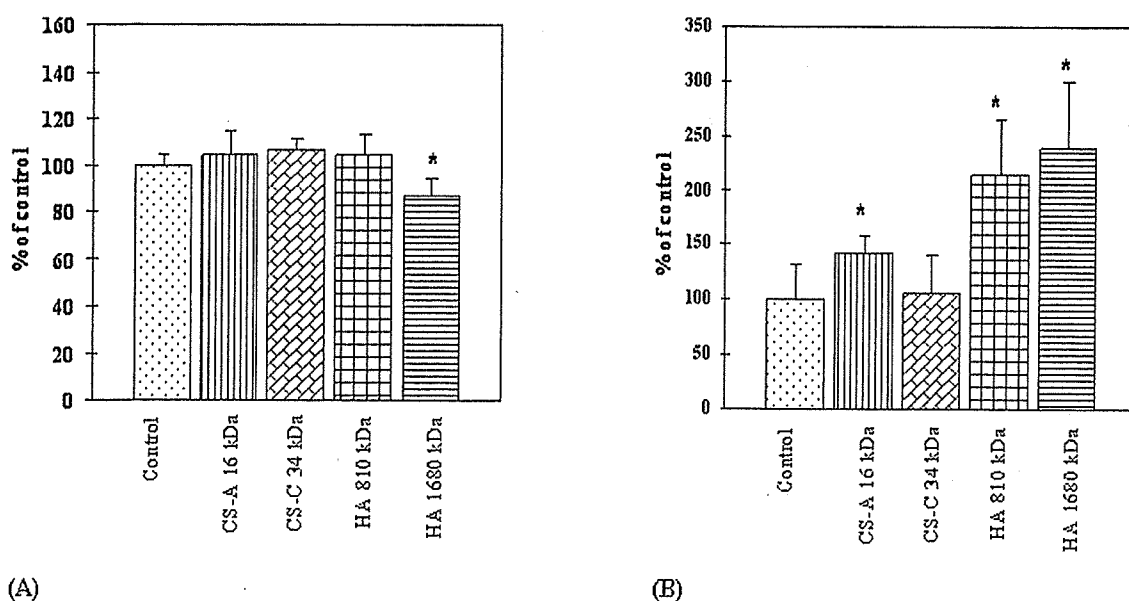 160
140
120
100
80
60
40
20
0
% of control
*
Control
CS-A 16 kDa
CS-C 34 kDa
HA 810 kDa
HA 1680 kDa
(A)
350
300
250
200
150
100
50
0
% of control
*
*
*
Control
CS-A 16 kDa
CS-C 34 kDa
HA 810 kDa
HA 1680 kDa
(B)